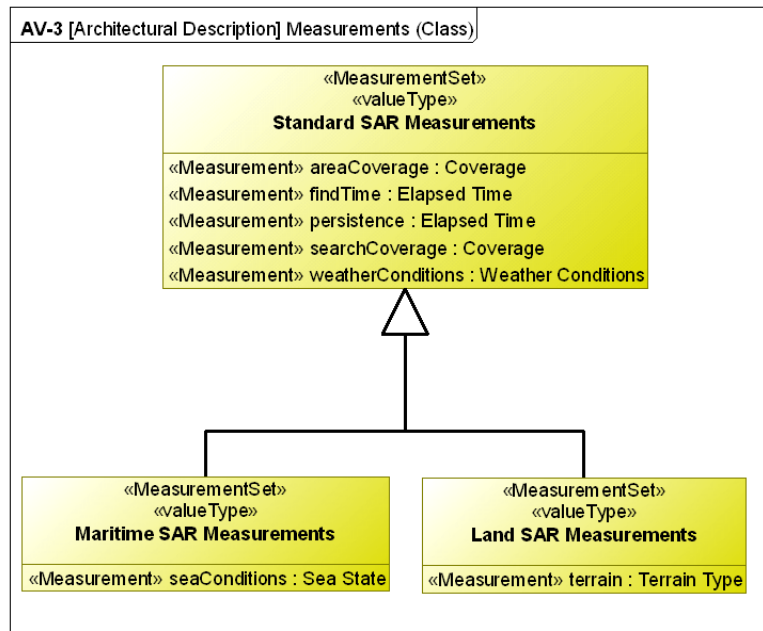 AV-3 [Architectural Description] Measurements (Class)
«MeasurementSet»
«valueType»
Standard SAR Measurements
«Measurement» areaCoverage : Coverage
«Measurement» findTime : Elapsed Time
«Measurement» persistence : Elapsed Time
«Measurement» searchCoverage : Coverage
«Measurement» weatherConditions : Weather Conditions
«MeasurementSet»
«valueType»
Maritime SAR Measurements
«Measurement» seaConditions : Sea State
«MeasurementSet»
«valueType»
Land SAR Measurements
«Measurement» terrain : Terrain Type